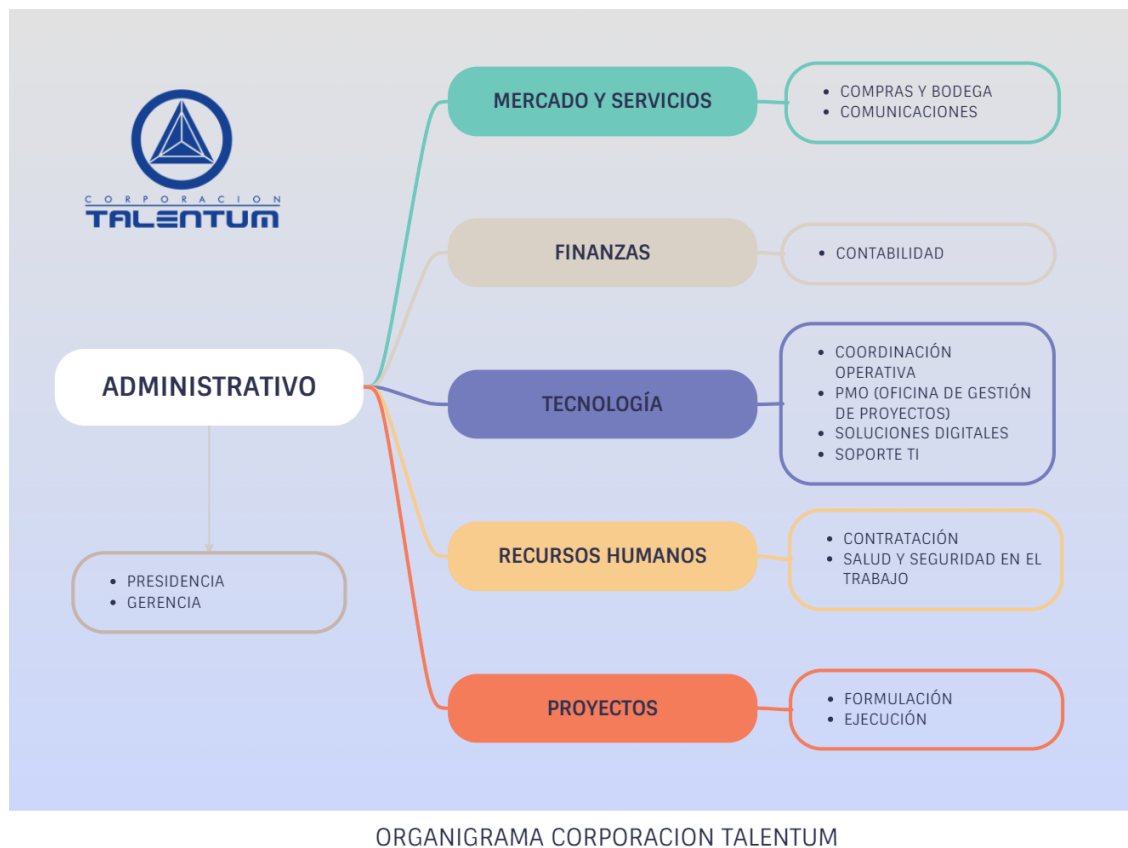 CORPORACION
TALENTUM
ADMINISTRATIVO
• PRESIDENCIA
• GERENCIA
MERCADO Y SERVICIOS
• COMPRAS Y BODEGA
• COMUNICACIONES
FINANZAS
• CONTABILIDAD
TECNOLOGÍA
• COORDINACIÓN
OPERATIVA
• PMO (OFICINA DE GESTIÓN
DE PROYECTOS)
• SOLUCIONES DIGITALES
• SOPORTE TI
RECURSOS HUMANOS
• CONTRATACIÓN
• SALUD Y SEGURIDAD EN EL
TRABAJO
PROYECTOS
• FORMULACIÓN
• EJECUCIÓN
ORGANIGRAMA CORPORACION TALENTUM